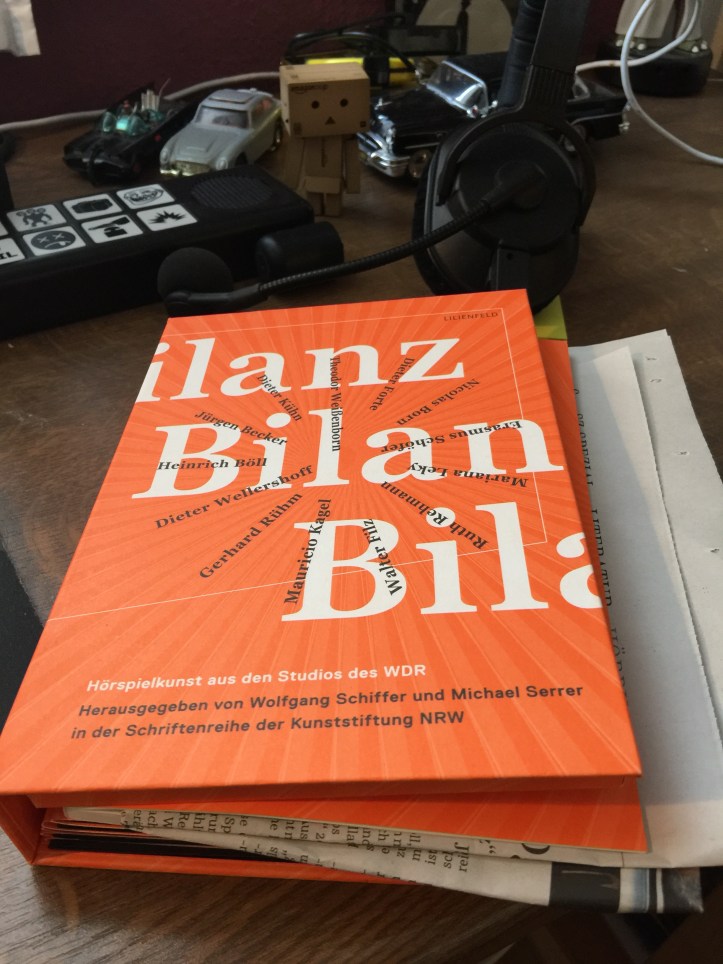 LILIENFELD
ilanz
Bilan
Bila
Dieter Kühn
Theodor Weißenborn
Dieter Forte
Nicolas Born
Jürgen Becker
Erasmus Schöfer
Heinrich Böll
Mariana Leky
Dieter Wellershoff
Ruth Rehmann
Gerhard Rühm
Mauricio Kagel
Walter Filz
Hörspielkunst aus den Studios des WDR
Herausgegeben von Wolfgang Schiffer und Michael Serrer
in der Schriftenreihe der Kunststiftung NRW